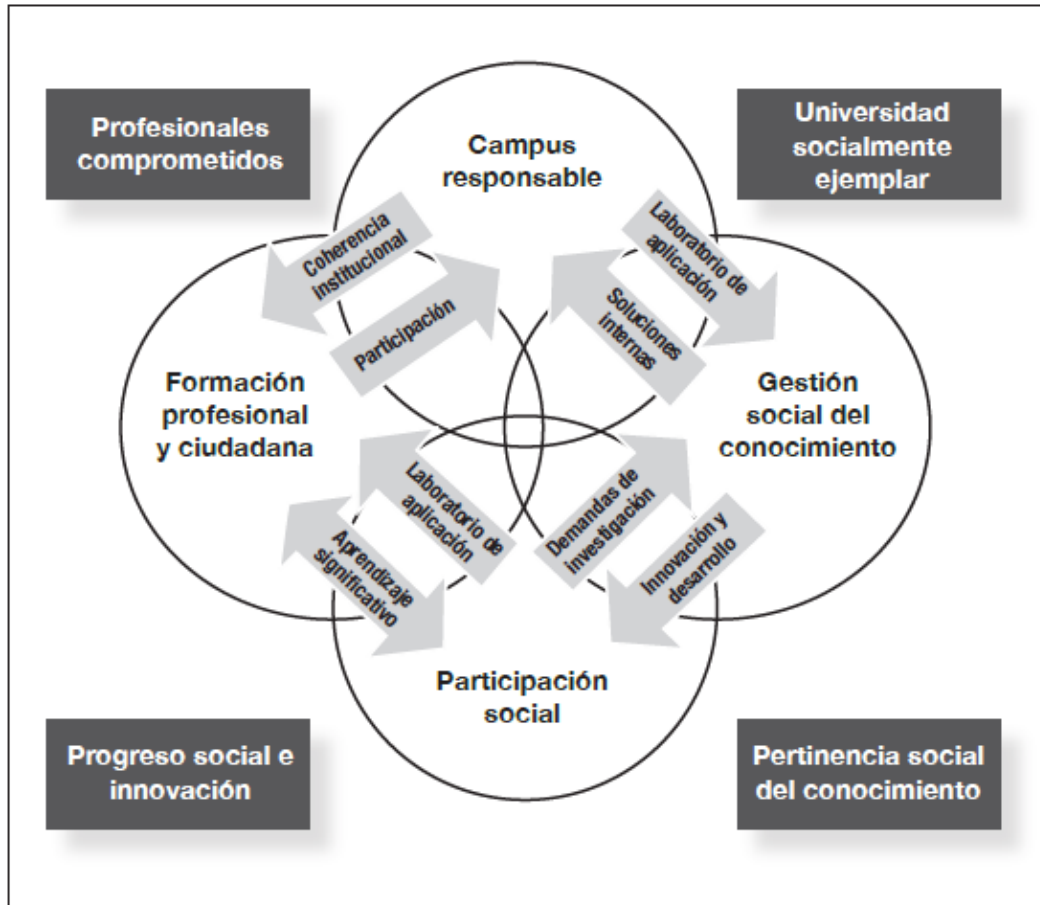 Profesionales
comprometidos
Campus
responsable
Universidad
socialmente
ejemplar
Coherencia
institucional
Participación
Laboratorio de
aplicación
Soluciones
internas
Formación
profesional
y ciudadana
Gestión
social del
conocimiento
Laboratorio de
aplicación
Aprendizaje
significativo
Demandas de
investigación
Innovación y
desarrollo
Participación
social
Progreso social e
innovación
Pertinencia social
del conocimiento